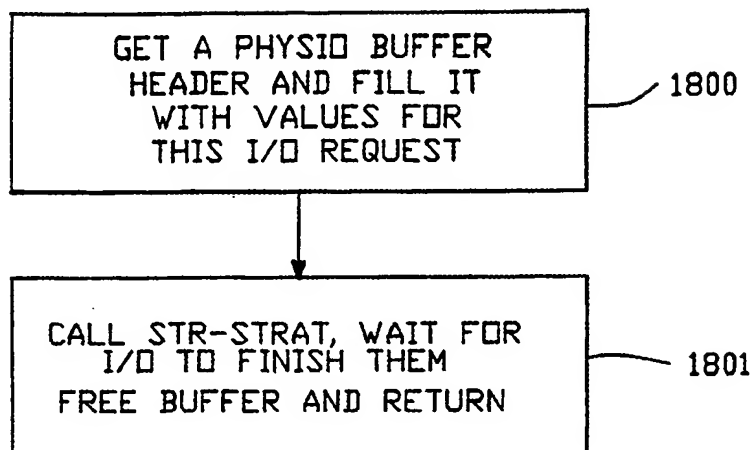 GET A PHYSIO BUFFER
HEADER AND FILL IT
WITH VALUES FOR
THIS I/O REQUEST
1800
CALL STR-STRAT, WAIT FOR
I/O TO FINISH THEM
FREE BUFFER AND RETURN
1801